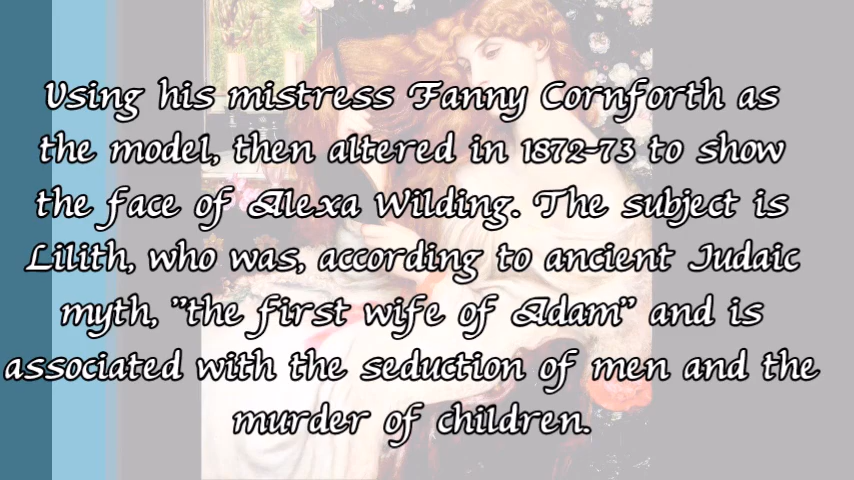 Using his mistress Fanny Cornforth as
the model, then altered in 1872-73 to show
the face of Alexa Wilding. The subject is
Lilith, who was, according to ancient Judaic
myth, "the first wife of Adam" and is
associated with the seduction of men and the
murder of children.